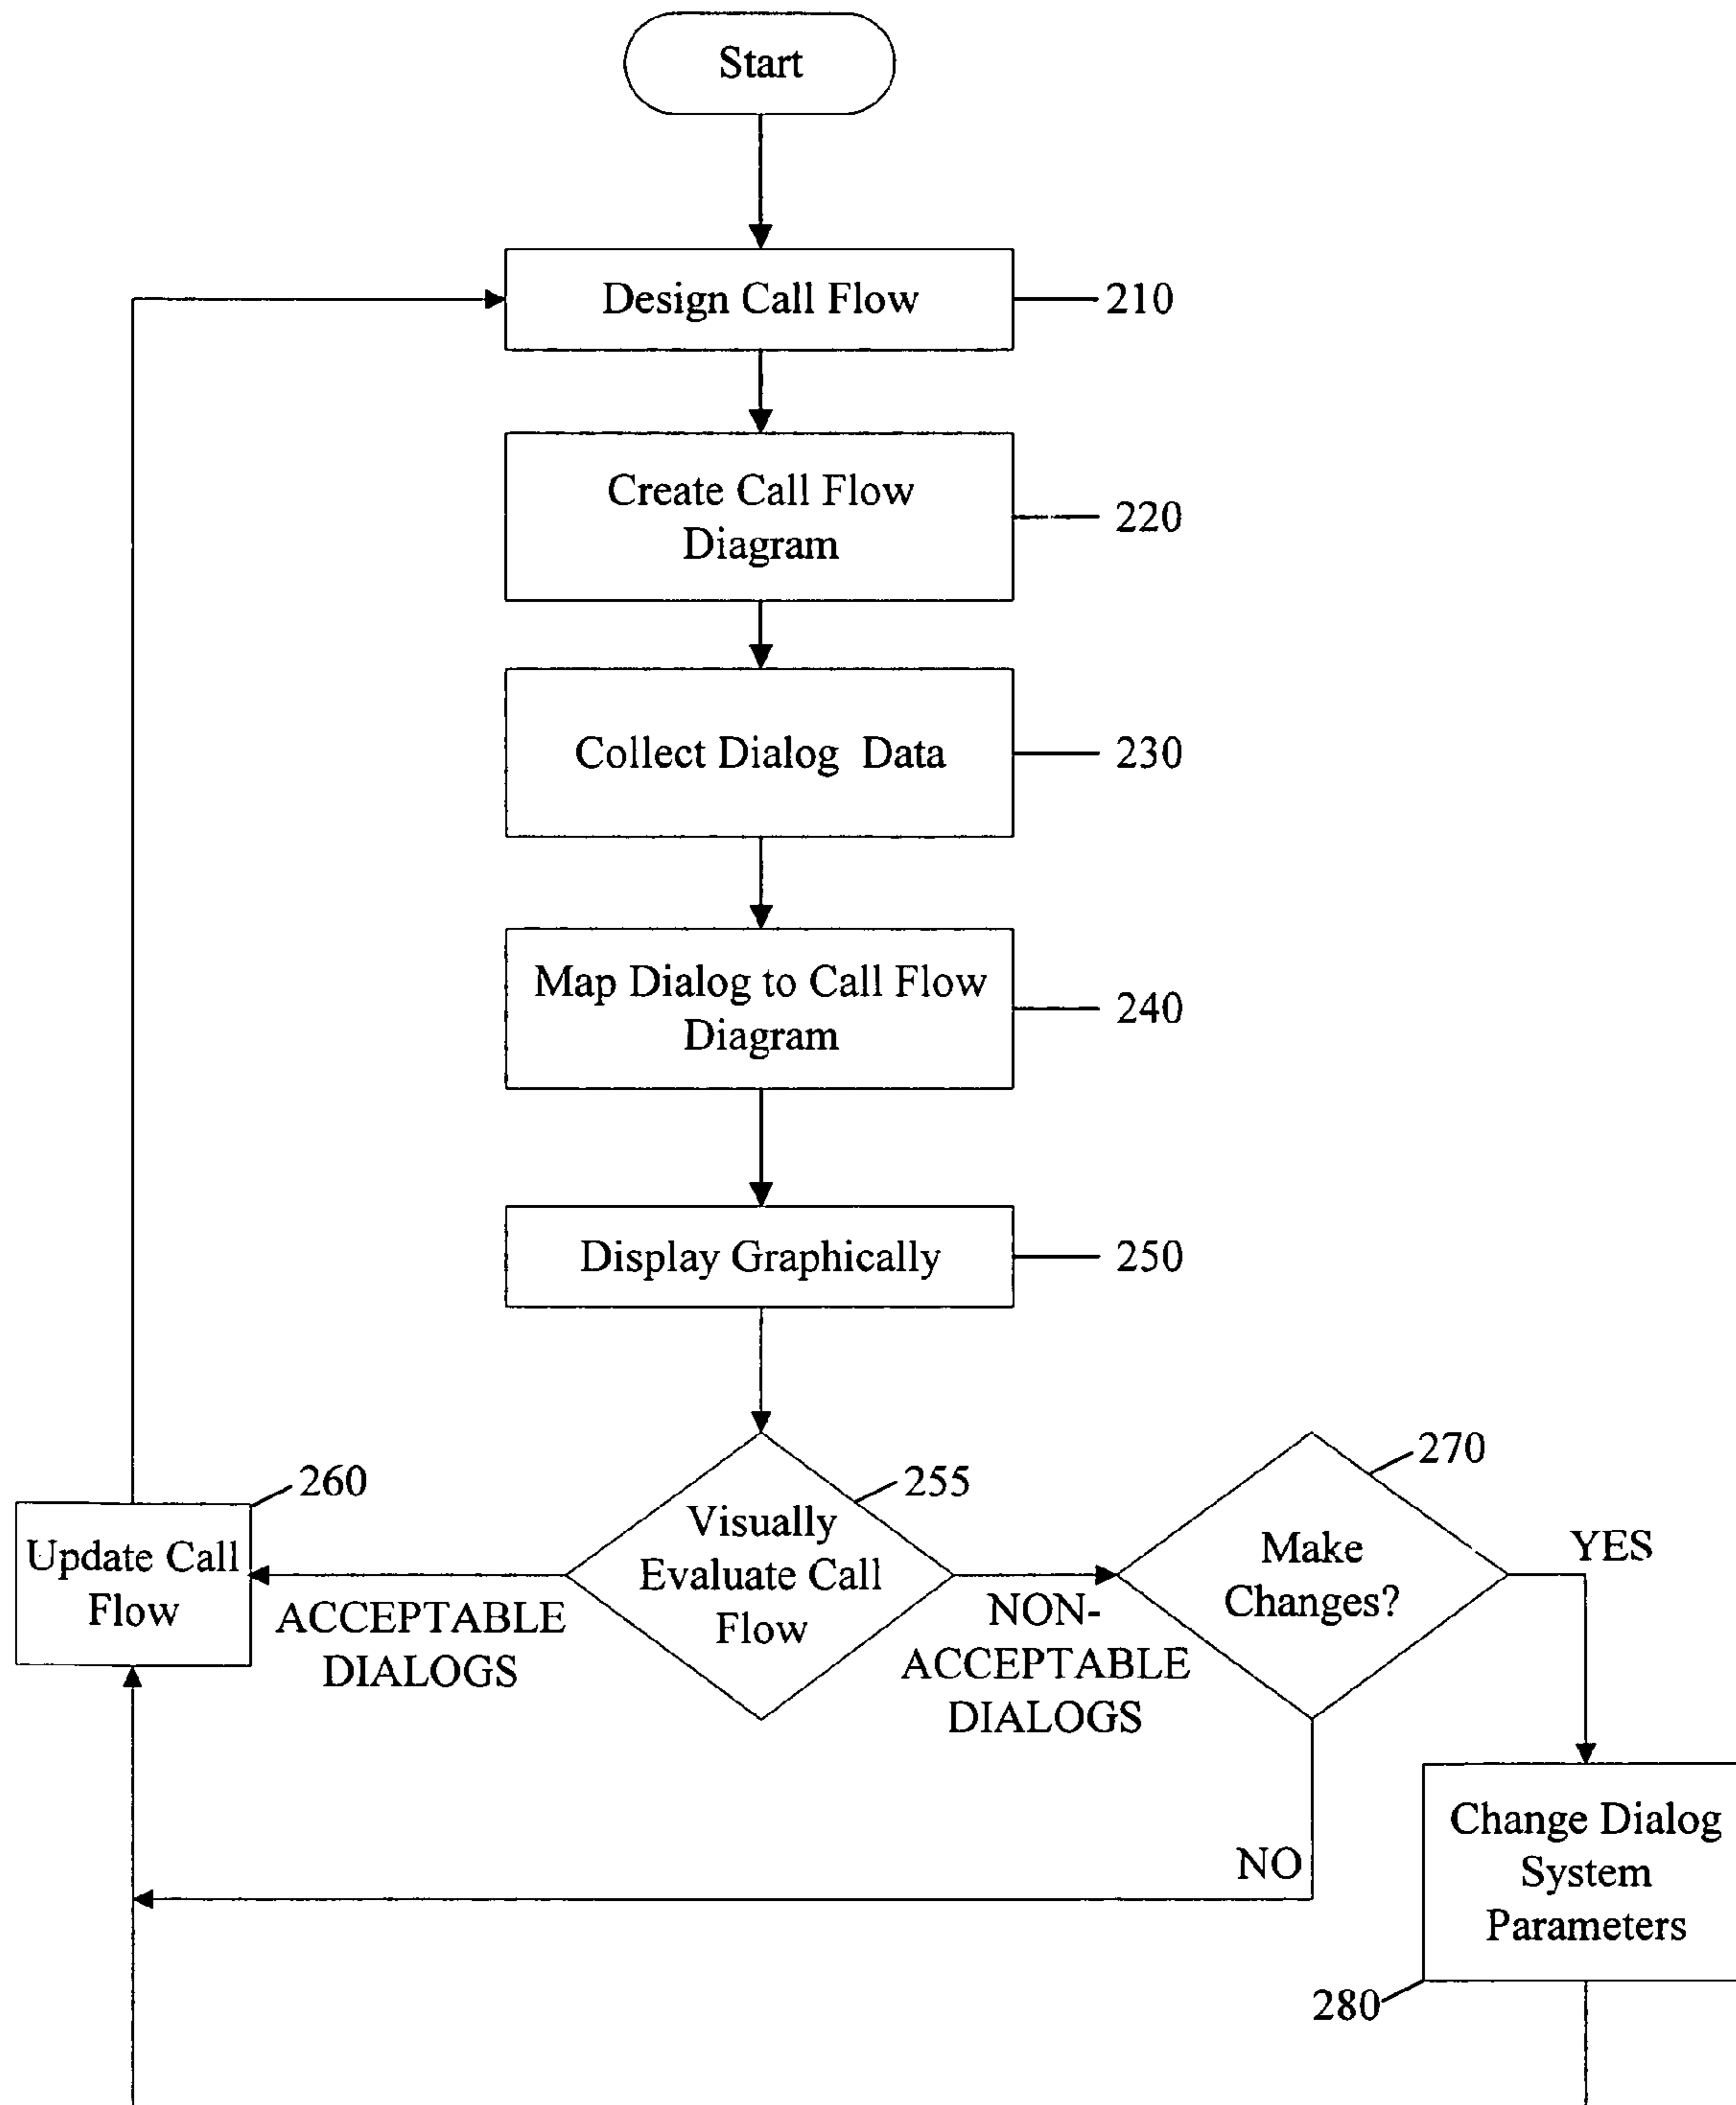 Start
Design Call Flow
210
Create Call Flow
Diagram
220
Collect Dialog Data
230
Map Dialog to Call Flow
Diagram
240
Display Graphically
250
260
Update Call
Flow
ACCEPTABLE
DIALOGS
255
Visually
Evaluate Call
Flow
NON-
ACCEPTABLE
DIALOGS
270
Make
Changes?
YES
NO
Change Dialog
System
Parameters
280